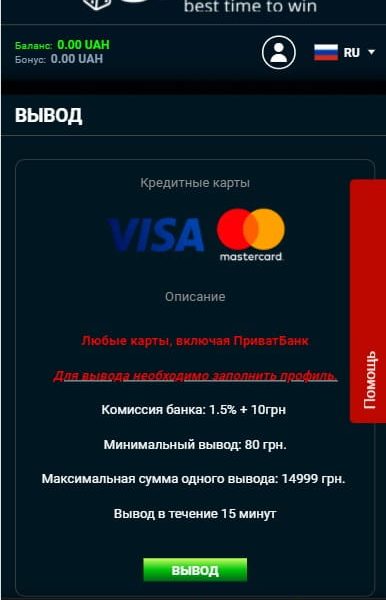 best time to win
Баланс: 0.00 UAH
Бонус: 0.00 UAH
RU
ВЫВОД
Кредитные карты
VISA
mastercard.
Описание
Любые карты, включая ПриватБанк
Для вывода необходимо заполнить профиль.
Комиссия банка: 1.5% + 10грн
Минимальный вывод: 80 грн.
Максимальная сумма одного вывода: 14999 грн.
Вывод в течение 15 минут
ВЫВОД
Помощь